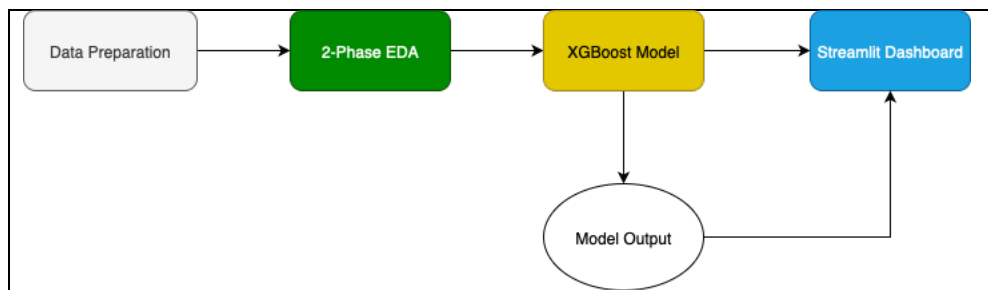 Data Preparation
2-Phase EDA
XGBoost Model
Streamlit Dashboard
Model Output